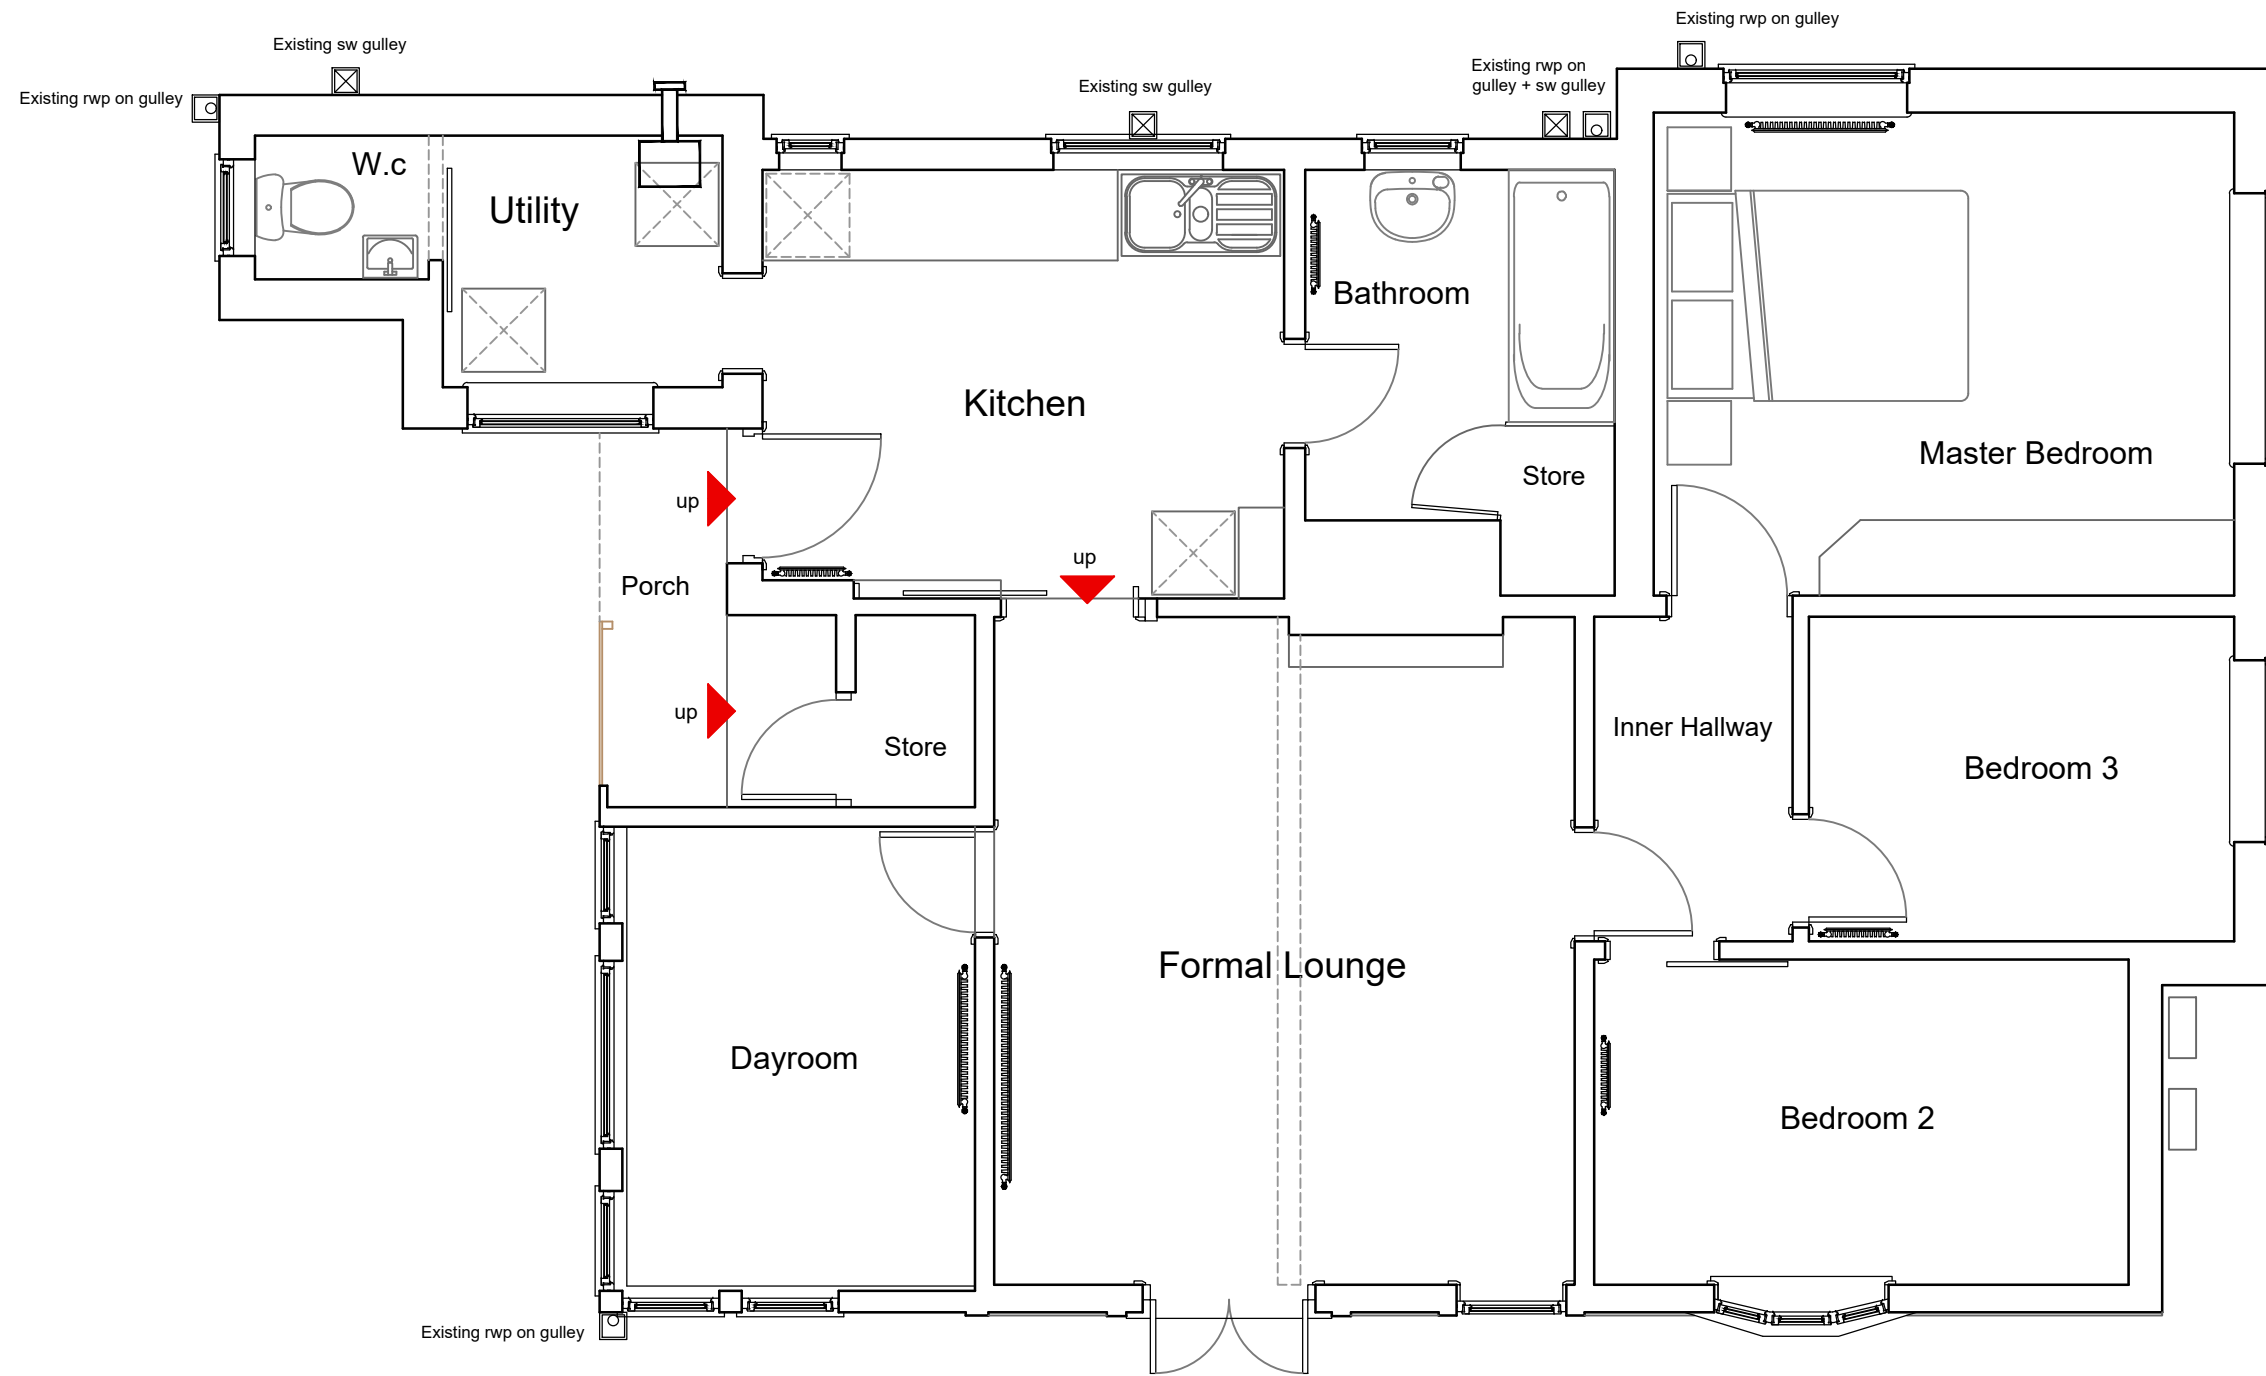 Existing rwp on gulley
Existing sw gulley
Existing rwp on
gulley + sw gulley
Existing sw gulley
Existing rwp on gulley
W.c
Utility
Bathroom
Kitchen
Master Bedroom
Store
up
up
Porch
up
Inner Hallway
Store
Bedroom 3
Formal Lounge
Dayroom
Bedroom 2
Existing rwp on gulley